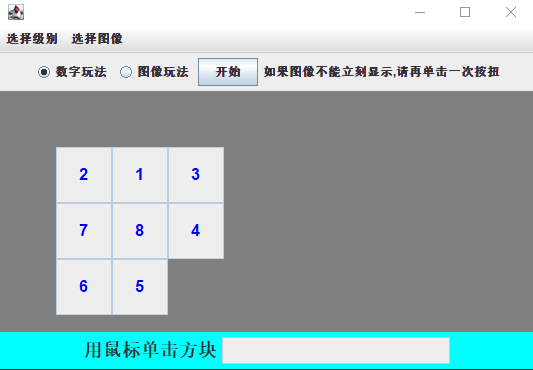 选择级别 选择图像
数字玩法 图像玩法 开始 如果图像不能立刻显示,请再单击一次按扭
2 1 3
7 8 4
6 5
用鼠标单击方块